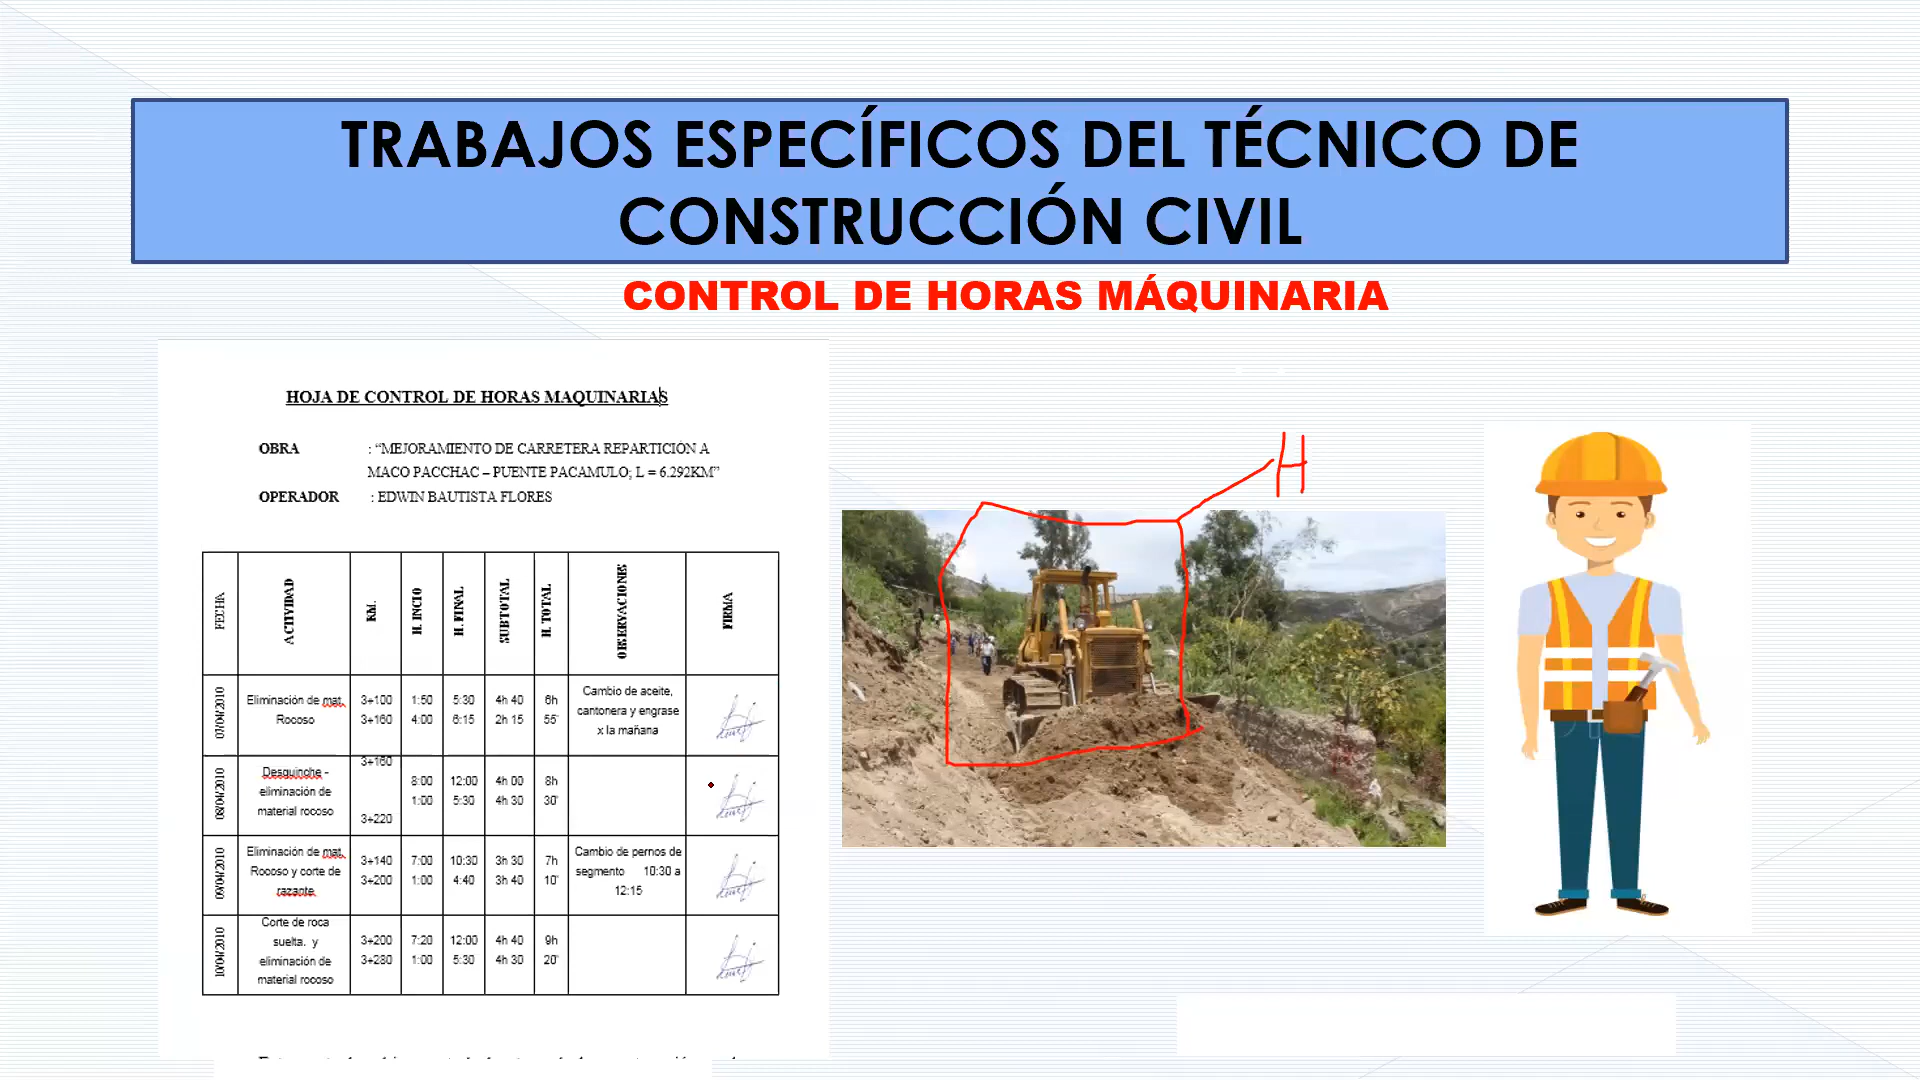 TRABAJOS ESPECÍFICOS DEL TÉCNICO DE
CONSTRUCCIÓN CIVIL
CONTROL DE HORAS MÁQUINARIA
HOJA DE CONTROL DE HORAS MAQUINARIAS
OBRA : “MEJORAMIENTO DE CARRETERA REPARTICIÓN A
MACO PACCHAC – PUENTE PACAMULO; L = 6.292KM”
OPERADOR : EDWIN BAUTISTA FLORES
FECHA ACTIVIDAD KM. H. INCIO H. FINAL SUBTOTAL H. TOTAL OBSERVACIONES FIRMA
07/04/2010
Eliminación de mat.
Rocoso
3+100
3+160
1:50
4:00
5:30
6:15
4h 40
2h 15
6h
55'
Cambio de aceite,
cantonera y engrase
x la mañana
08/04/2010
Desquinche -
eliminación de
material rocoso
3+160
3+220
8:00
1:00
12:00
5:30
4h 00
4h 30
8h
30'
09/04/2010
Eliminación de mat.
Rocoso y corte de
razante
3+140
3+200
7:00
1:00
10:30
4:40
3h 30
3h 40
7h
10'
Cambio de pernos de
segmento 10:30 a
12:15
10/04/2010
Corte de roca
suelta. y
eliminación de
material rocoso
3+200
3+280
7:20
1:00
12:00
5:30
4h 40
4h 30
9h
20'
H